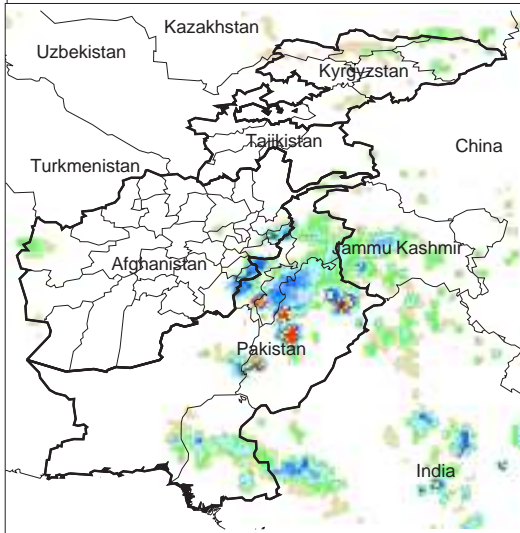 Kazakhstan
Uzbekistan
Kyrgyzstan
Tajikistan
China
Turkmenistan
Jammu Kashmir
Afghanistan
Pakistan
India